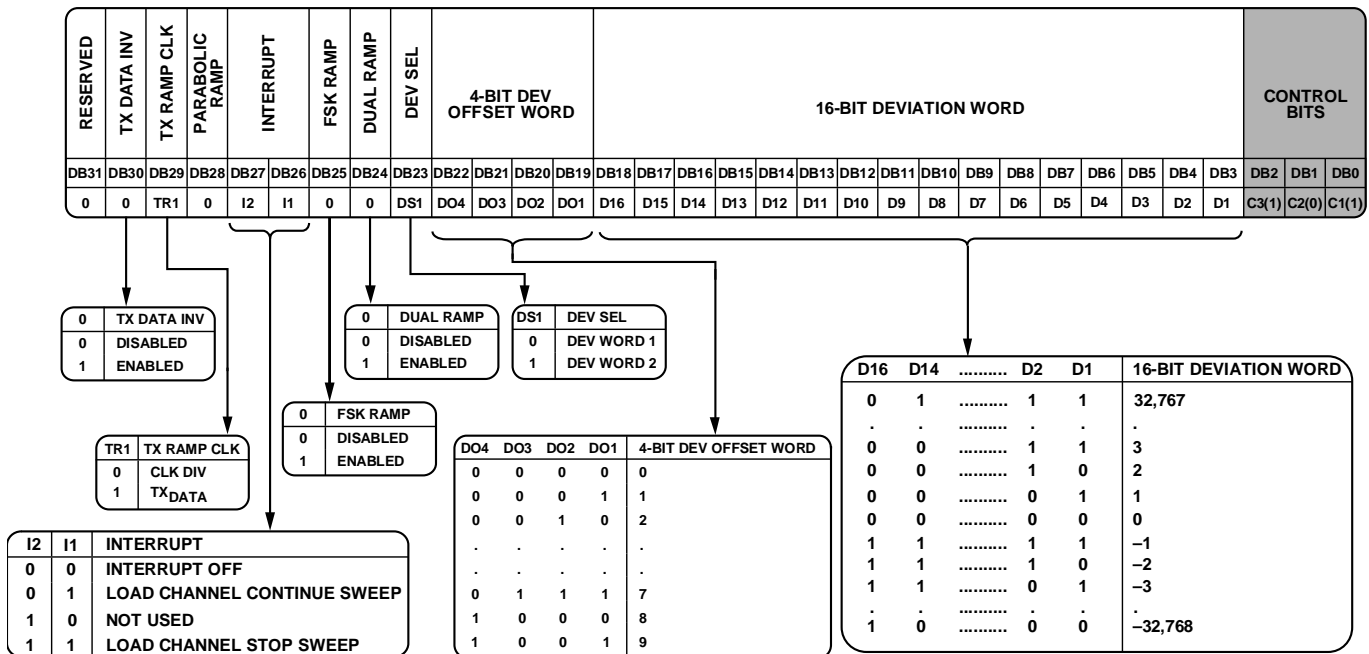 RESERVED
TX DATA INV
TX RAMP CLK
PARABOLIC
RAMP
INTERRUPT
FSK RAMP
DUAL RAMP
DEV SEL
4-BIT DEV
OFFSET WORD
16-BIT DEVIATION WORD
CONTROL
BITS
DB31 DB30 DB29 DB28 DB27 DB26 DB25 DB24 DB23 DB22 DB21 DB20 DB19 DB18 DB17 DB16 DB15 DB14 DB13 DB12 DB11 DB10 DB9 DB8 DB7 DB6 DB5 DB4 DB3 DB2 DB1 DB0
0 0 TR1 0 I2 I1 0 0 DS1 DO4 DO3 DO2 DO1 D16 D15 D14 D13 D12 D11 D10 D9 D8 D7 D6 D5 D4 D3 D2 D1 C3(1) C2(0) C1(1)
0 TX DATA INV
0 DISABLED
1 ENABLED
0 DUAL RAMP
0 DISABLED
1 ENABLED
DS1 DEV SEL
0 DEV WORD 1
1 DEV WORD 2
0 FSK RAMP
0 DISABLED
1 ENABLED
TR1 TX RAMP CLK
0 CLK DIV
1 TXDATA
I2 I1 INTERRUPT
0 0 INTERRUPT OFF
0 1 LOAD CHANNEL CONTINUE SWEEP
1 0 NOT USED
1 1 LOAD CHANNEL STOP SWEEP
DO4 DO3 DO2 DO1 4-BIT DEV OFFSET WORD
0 0 0 0 0
0 0 0 1 1
0 0 1 0 2
. . . . .
. . . . .
0 1 1 1 7
1 0 0 0 8
1 0 0 1 9
D16 D14 .......... D2 D1 16-BIT DEVIATION WORD
0 1 .......... 1 1 32,767
. . .......... . . .
0 0 .......... 1 1 3
0 0 .......... 1 0 2
0 0 .......... 0 1 1
0 0 .......... 0 0 0
1 1 .......... 1 1 –1
1 1 .......... 1 0 –2
1 1 .......... 0 1 –3
. . .......... . . .
1 0 .......... 0 0 –32,768